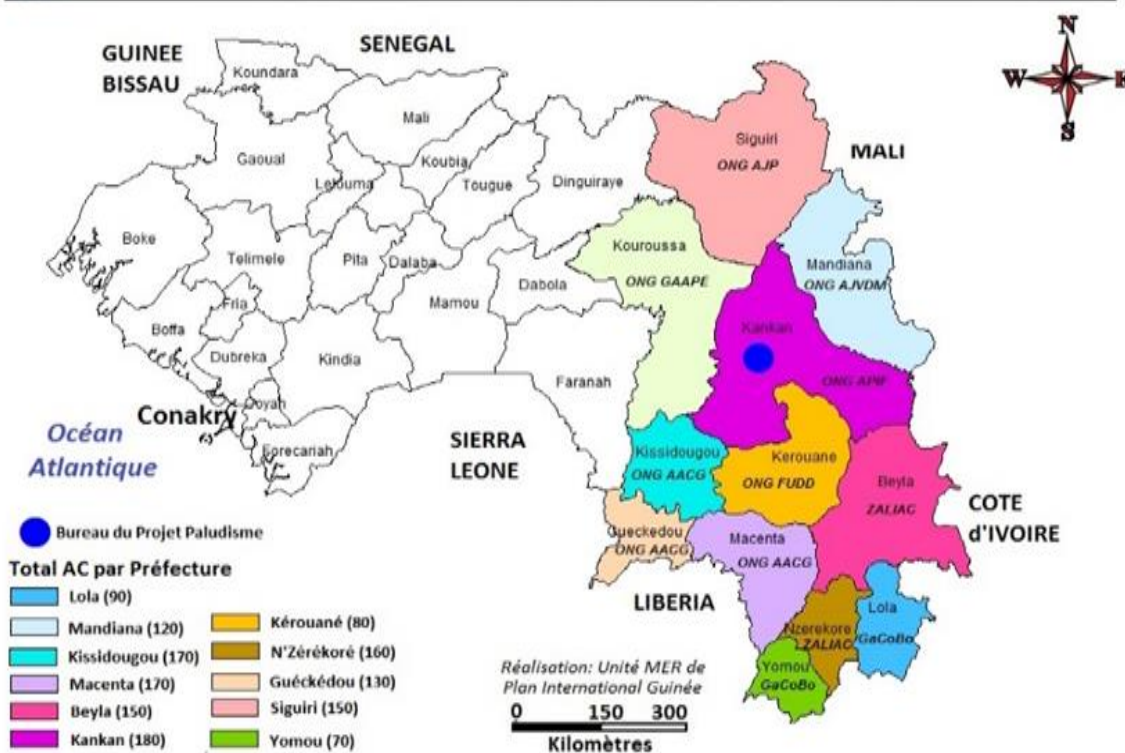 N
W
E
S
GUINEE
BISSAU
SENEGAL
MALI
Koundara
Mali
Gaoual
Koubia
Lelouma
Tougue
Dinguiraye
Siguiri
ONG AJP
Boke
Telimele
Pita
Dalaba
Kouroussa
ONG GAAPE
Mandiana
ONG AJVDM
Dabola
Mamou
Fria
Boffa
Dubreka
Kindia
Kankan
ONG APIF
Faranah
Conakry
Coyah
Forecariah
Océan
Atlantique
SIERRA
LEONE
Kissidougou
ONG AACG
Kerouane
ONG FUDD
Beyla
ZALIAC
COTE
d'IVOIRE
Gueckedou
ONG AACG
Macenta
ONG AACG
LIBERIA
Nzerekore
ZALIAC
Lola
GaCoBo
Yomou
GaCoBo
Bureau du Projet Paludisme
Total AC par Préfecture
Lola (90)
Mandiana (120)
Kissidougou (170)
Macenta (170)
Beyla (150)
Kankan (180)
Kérouané (80)
N'Zérékoré (160)
Guéckédou (130)
Siguiri (150)
Yomou (70)
Réalisation: Unité MER de
Plan International Guinée
0 150 300
Kilomètres